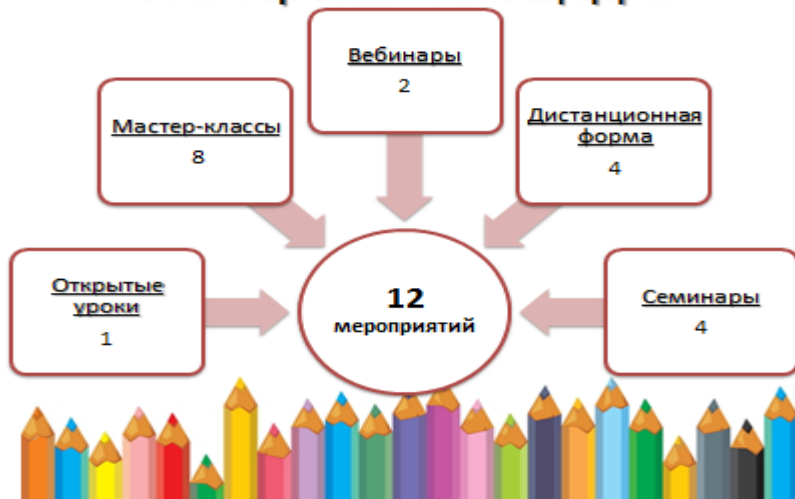 Вебинары
2
Мастер-классы
8
Дистанционная
форма
4
Открытые
уроки
1
12
мероприятий
Семинары
4